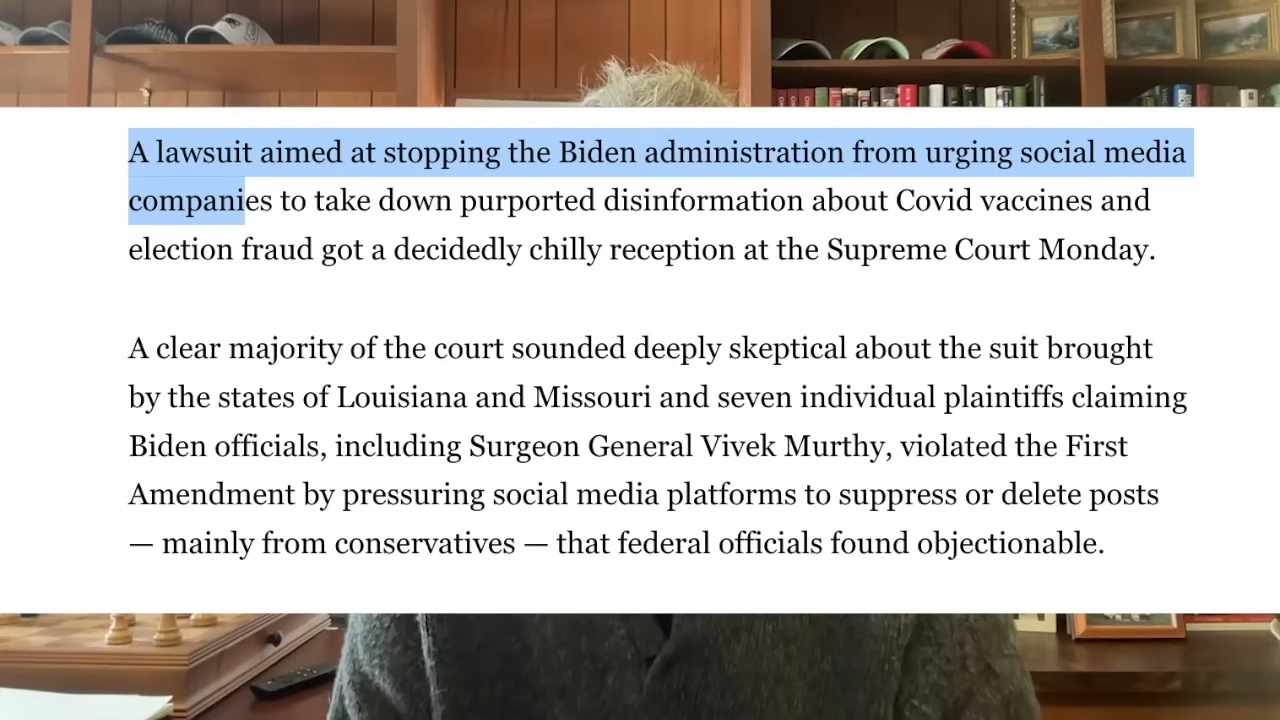 A lawsuit aimed at stopping the Biden administration from urging social media
companies to take down purported disinformation about Covid vaccines and
election fraud got a decidedly chilly reception at the Supreme Court Monday.
A clear majority of the court sounded deeply skeptical about the suit brought
by the states of Louisiana and Missouri and seven individual plaintiffs claiming
Biden officials, including Surgeon General Vivek Murthy, violated the First
Amendment by pressuring social media platforms to suppress or delete posts
— mainly from conservatives — that federal officials found objectionable.